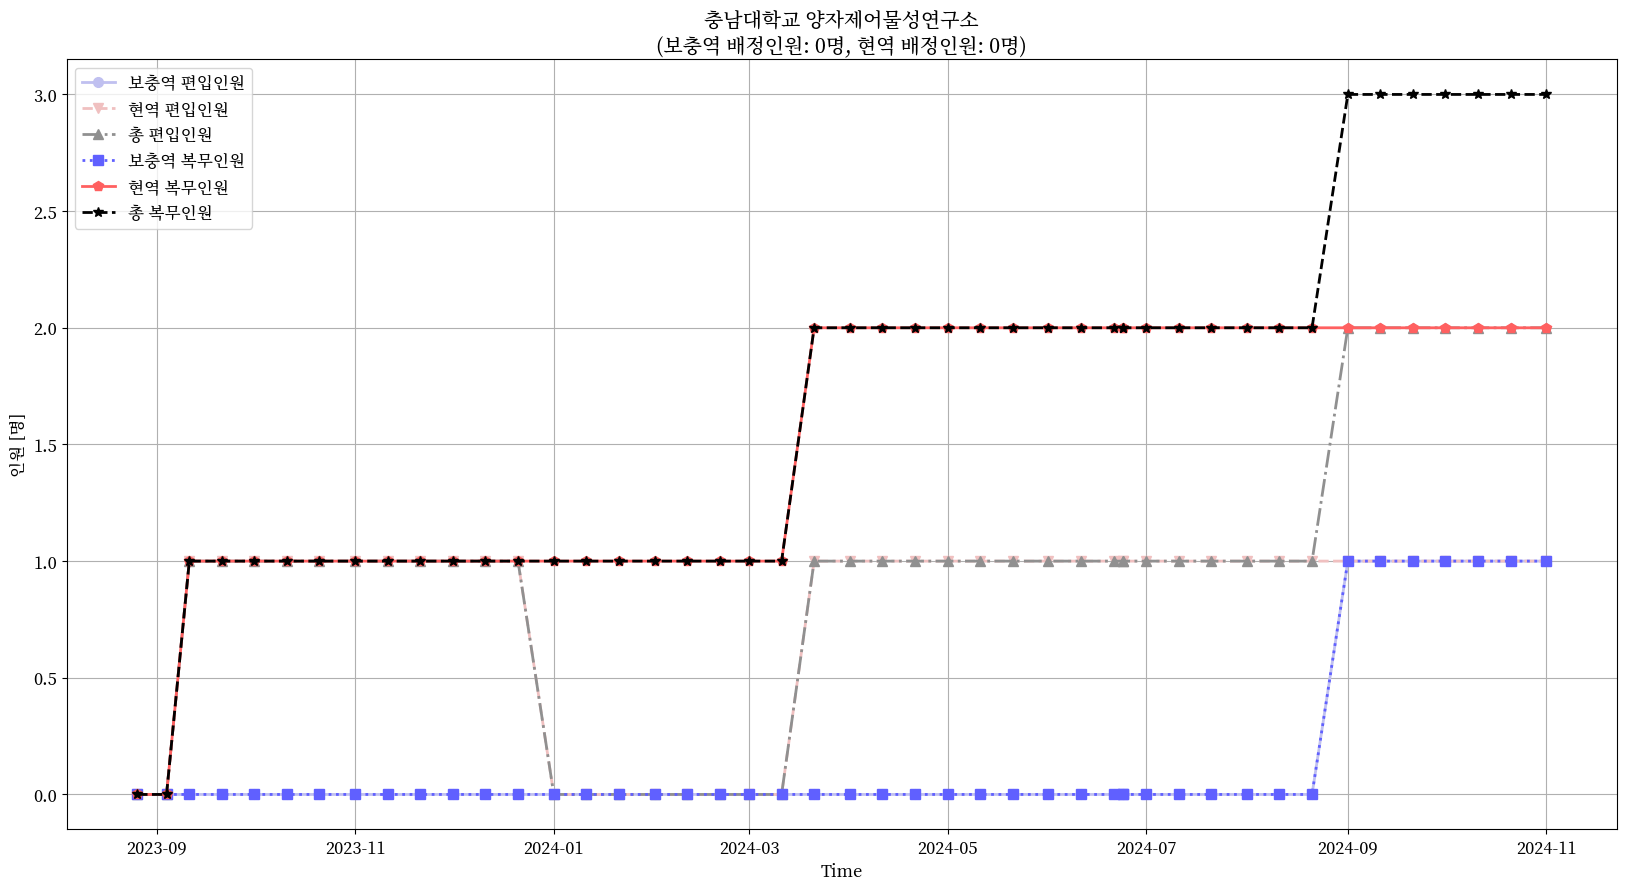 충남대학교 양자제어물성연구소
(보충역 배정인원: 0명, 현역 배정인원: 0명)
보충역 편입인원
현역 편입인원
총 편입인원
보충역 복무인원
현역 복무인원
총 복무인원
3.0
2.5
2.0
1.5
1.0
0.5
0.0
인원 [명]
2023-09
2023-11
2024-01
2024-03
2024-05
2024-07
2024-09
2024-11
Time